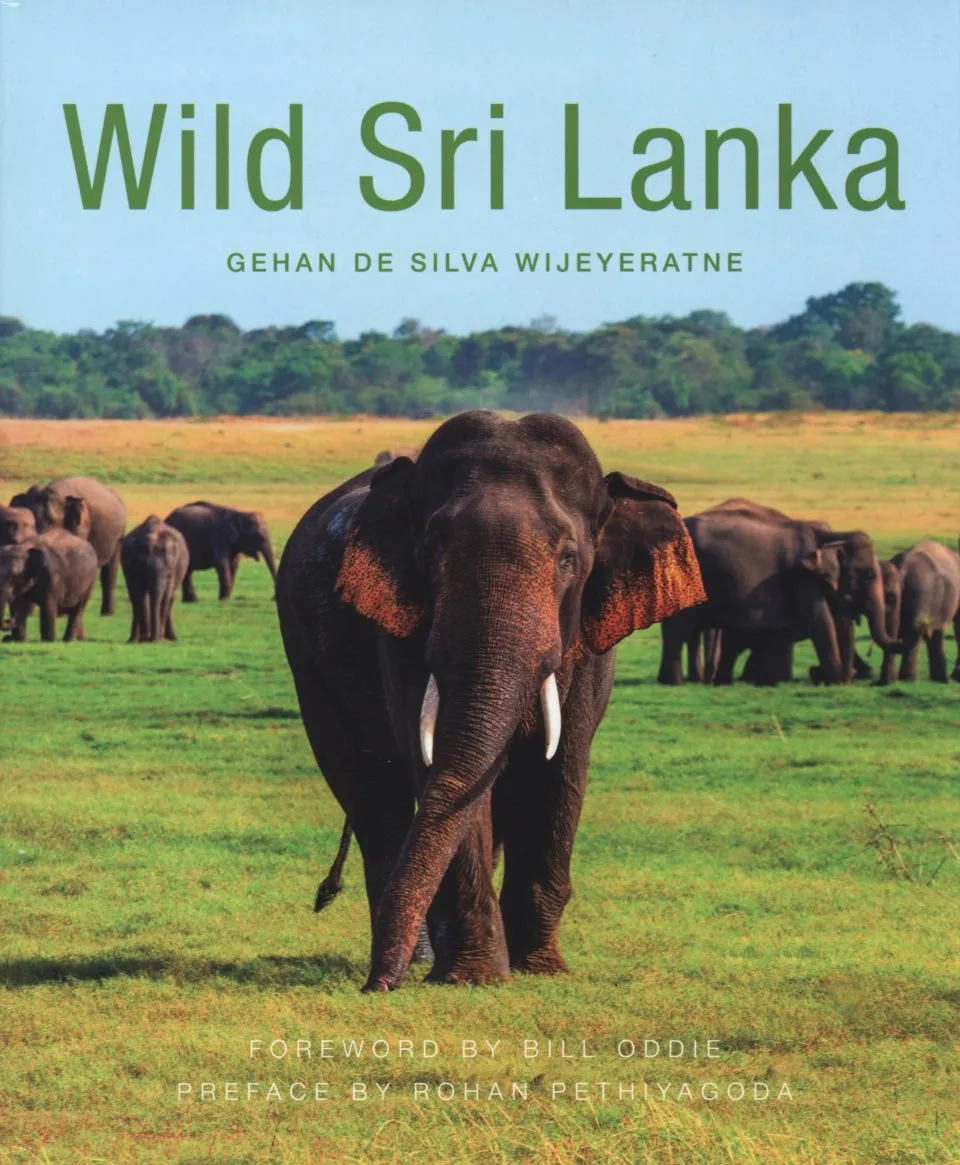 Wild Sri Lanka
GEHAN DE SILVA WIJEYERATNE
FOREWORD BY BILL ODDIE
PREFACE BY ROHAN PETHIYAGODA